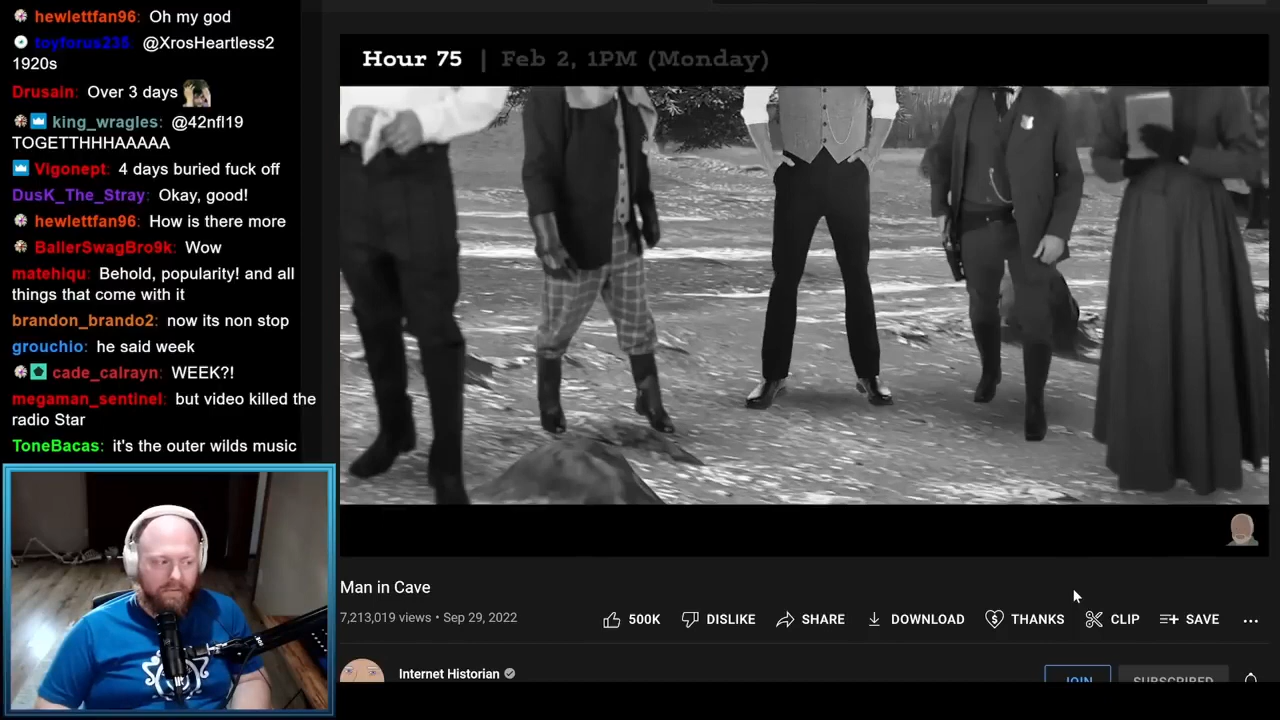 hewlettfan96: Oh my god
toyforus235: @XrosHeartless2
1920s
Drusain: Over 3 days
king_wragles: @42nfl19
TOGETTHHHAAAAA
Vigonept: 4 days buried fuck off
DusK_The_Stray: Okay, good!
hewlettfan96: How is there more
BallerSwagBro9k: Wow
matehiqu: Behold, popularity! and all
things that come with it
brandon_brando2: now its non stop
grouchio: he said week
cade_calrayn: WEEK?!
megaman_sentinel: but video killed the
radio Star
ToneBacas: it's the outer wilds music
Hour 75 | Feb 2, 1PM (Monday)
Man in Cave
7,213,019 views • Sep 29, 2022
500K DISLIKE SHARE DOWNLOAD THANKS CLIP SAVE ...
Internet Historian
JOIN SUBSCRIBED